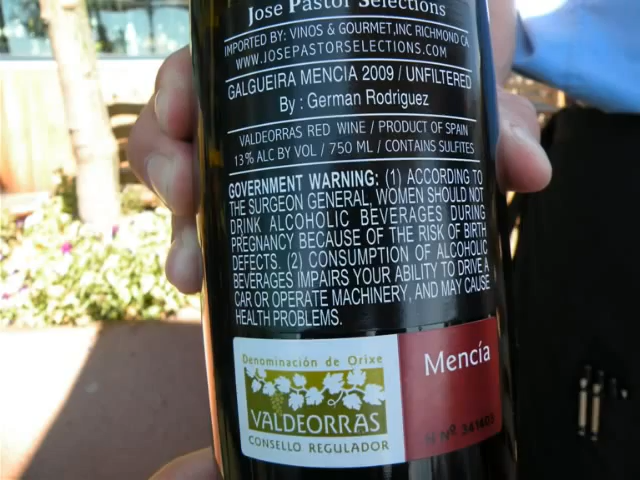 Jose Pastor Selections
IMPORTED BY: VINOS & GOURMET,INC RICHMOND CA.
WWW.JOSEPASTORSELECTIONS.COM
GALGUEIRA MENCIA 2009 / UNFILTERED
By : German Rodriguez
VALDEORRAS RED WINE / PRODUCT OF SPAIN
13% ALC BY VOL / 750 ML / CONTAINS SULFITES
GOVERNMENT WARNING: (1) ACCORDING TO
THE SURGEON GENERAL, WOMEN SHOULD NOT
DRINK ALCOHOLIC BEVERAGES DURING
PREGNANCY BECAUSE OF THE RISK OF BIRTH
DEFECTS. (2) CONSUMPTION OF ALCOHOLIC
BEVERAGES IMPAIRS YOUR ABILITY TO DRIVE A
CAR OR OPERATE MACHINERY, AND MAY CAUSE
HEALTH PROBLEMS.
Denominación de Orixe
VALDEORRAS
CONSELLO REGULADOR
Mencía
H Nº 341603